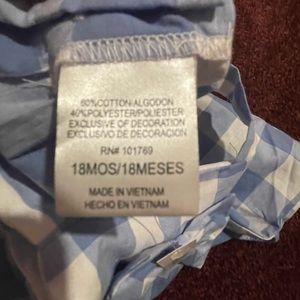 60%COTTON-ALGODON
40%POLYESTER/POLIESTER
EXCLUSIVE OF DECORATION
EXCLUSIVE DE DECORACION
RN# 101769
18MOS/18MESES
MADE IN VIETNAM
HECHO EN VIETNAM